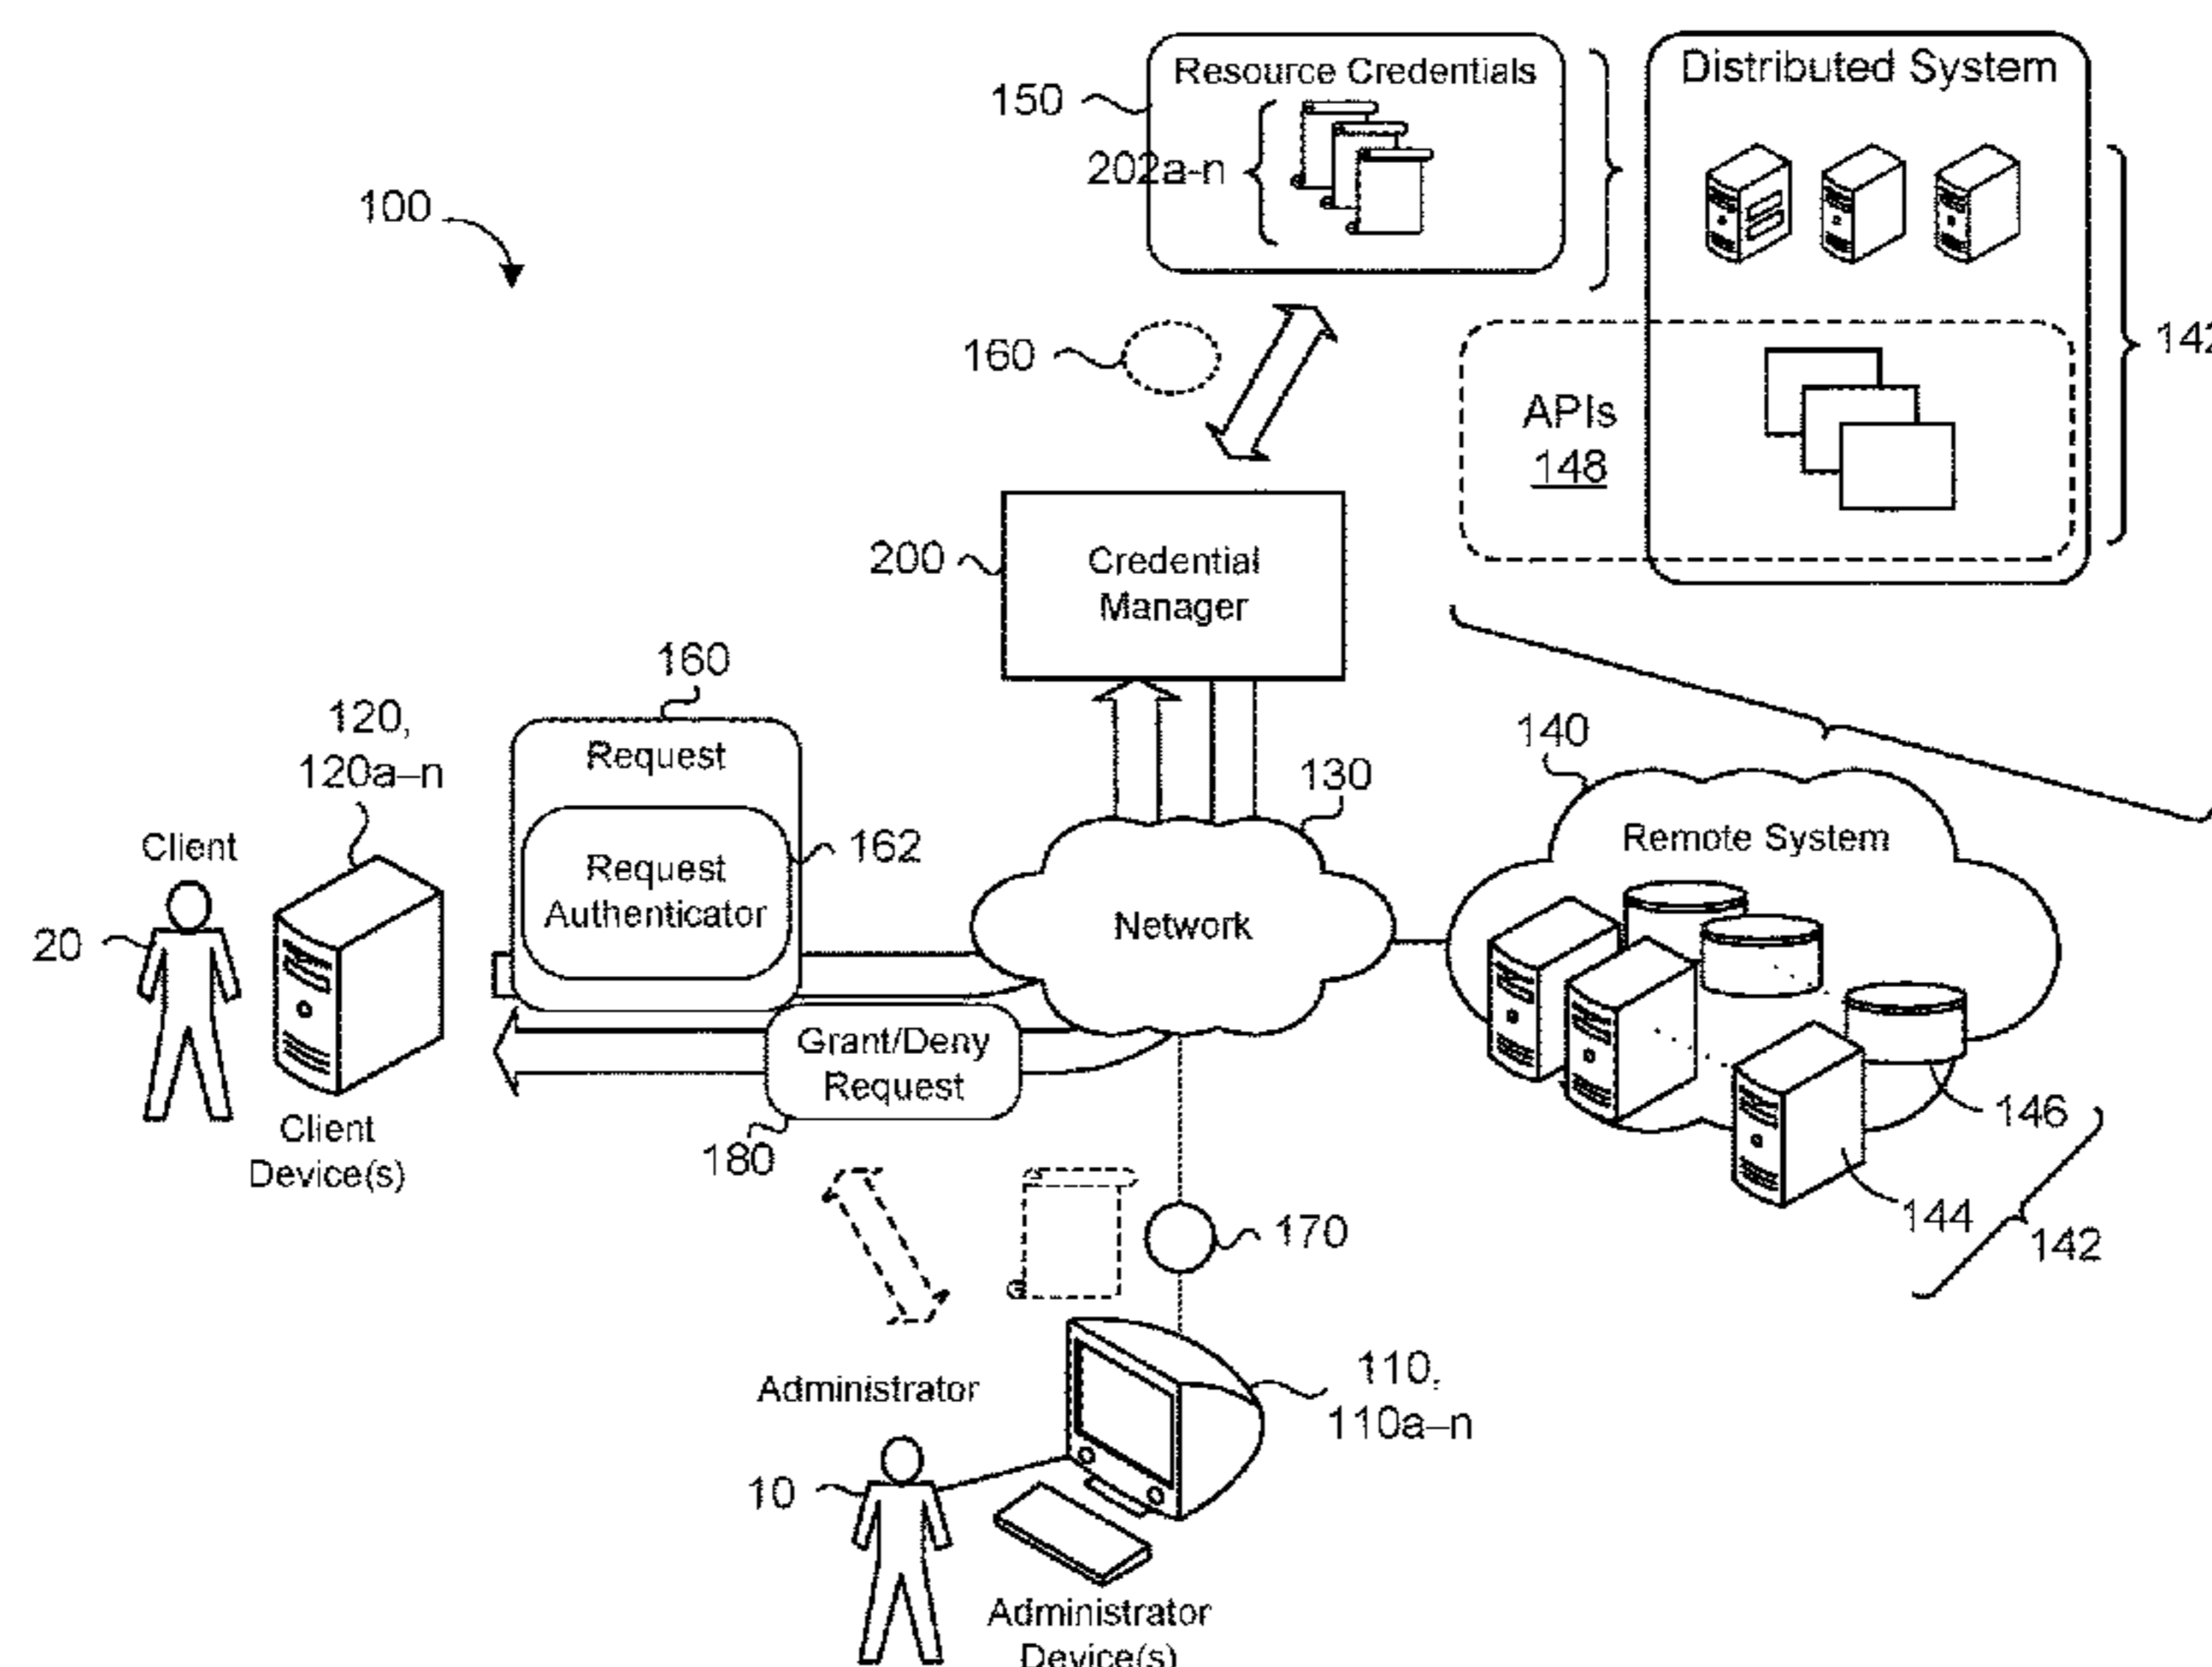 Resource Credentials
Distributed System
150
202a-n
100
160
142
APIs
148
200
Credential
Manager
160
120,
120a–n
Request
140
130
Client
Request
Authenticator
162
Remote System
20
Network
Grant/Deny
Request
Client
Device(s)
180
146
170
144
142
Administrator
110,
110a–n
10
Administrator
Device(s)